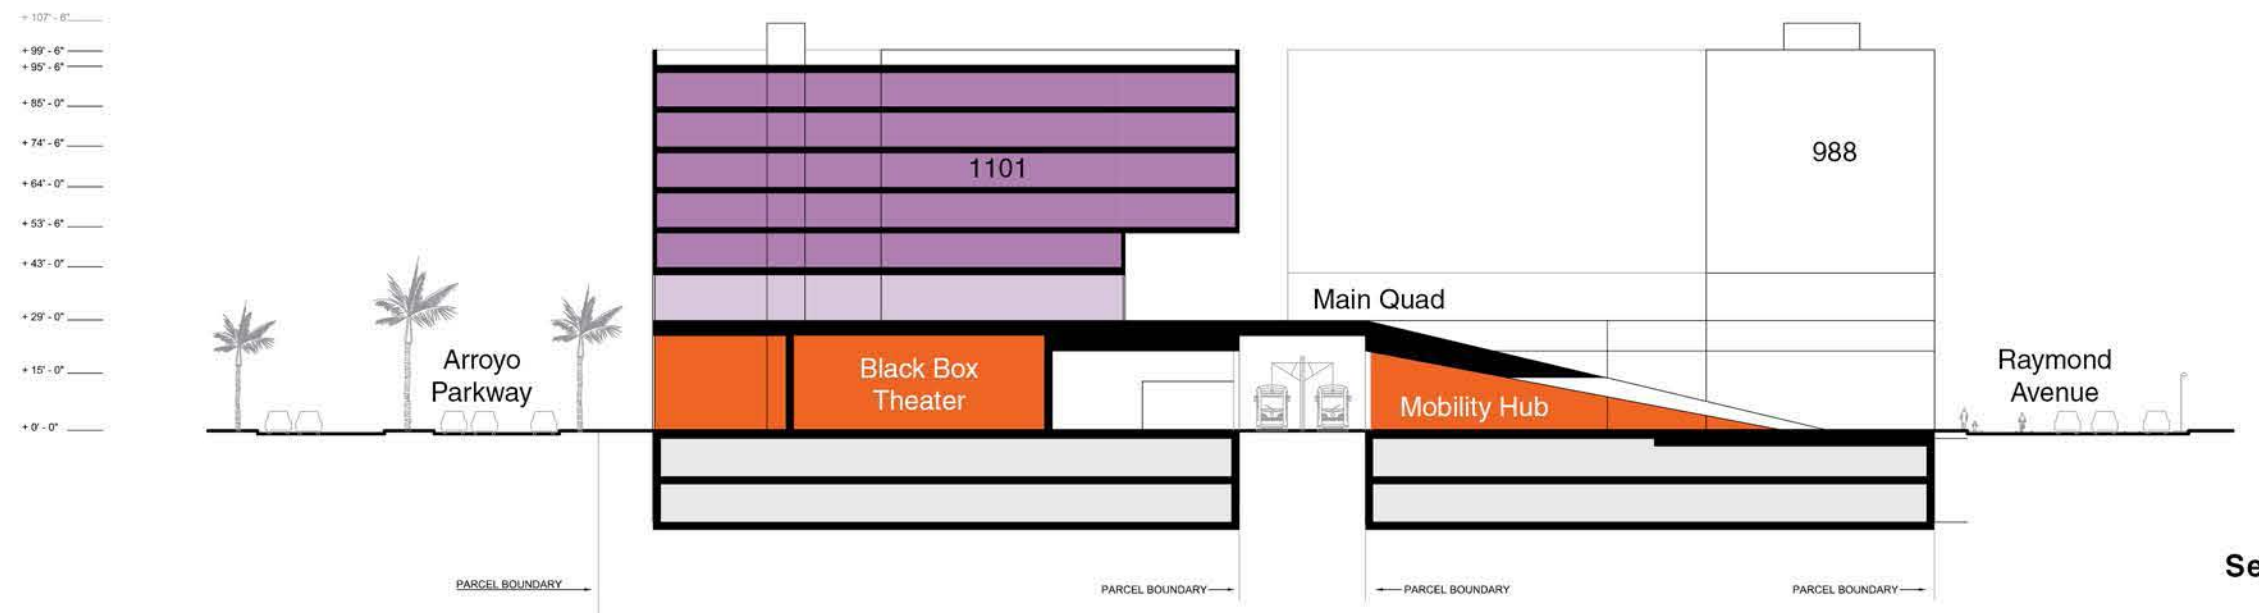 + 107' - 6"
+ 99' - 6"
+ 95' - 6"
+ 85' - 0"
+ 74' - 6"
+ 64' - 0"
+ 53' - 6"
+ 43' - 0"
+ 29' - 0"
+ 15' - 0"
+ 0' - 0"
1101
988
Main Quad
Arroyo
Parkway
Black Box
Theater
Mobility Hub
Raymond
Avenue
Se
PARCEL BOUNDARY
PARCEL BOUNDARY
PARCEL BOUNDARY
PARCEL BOUNDARY